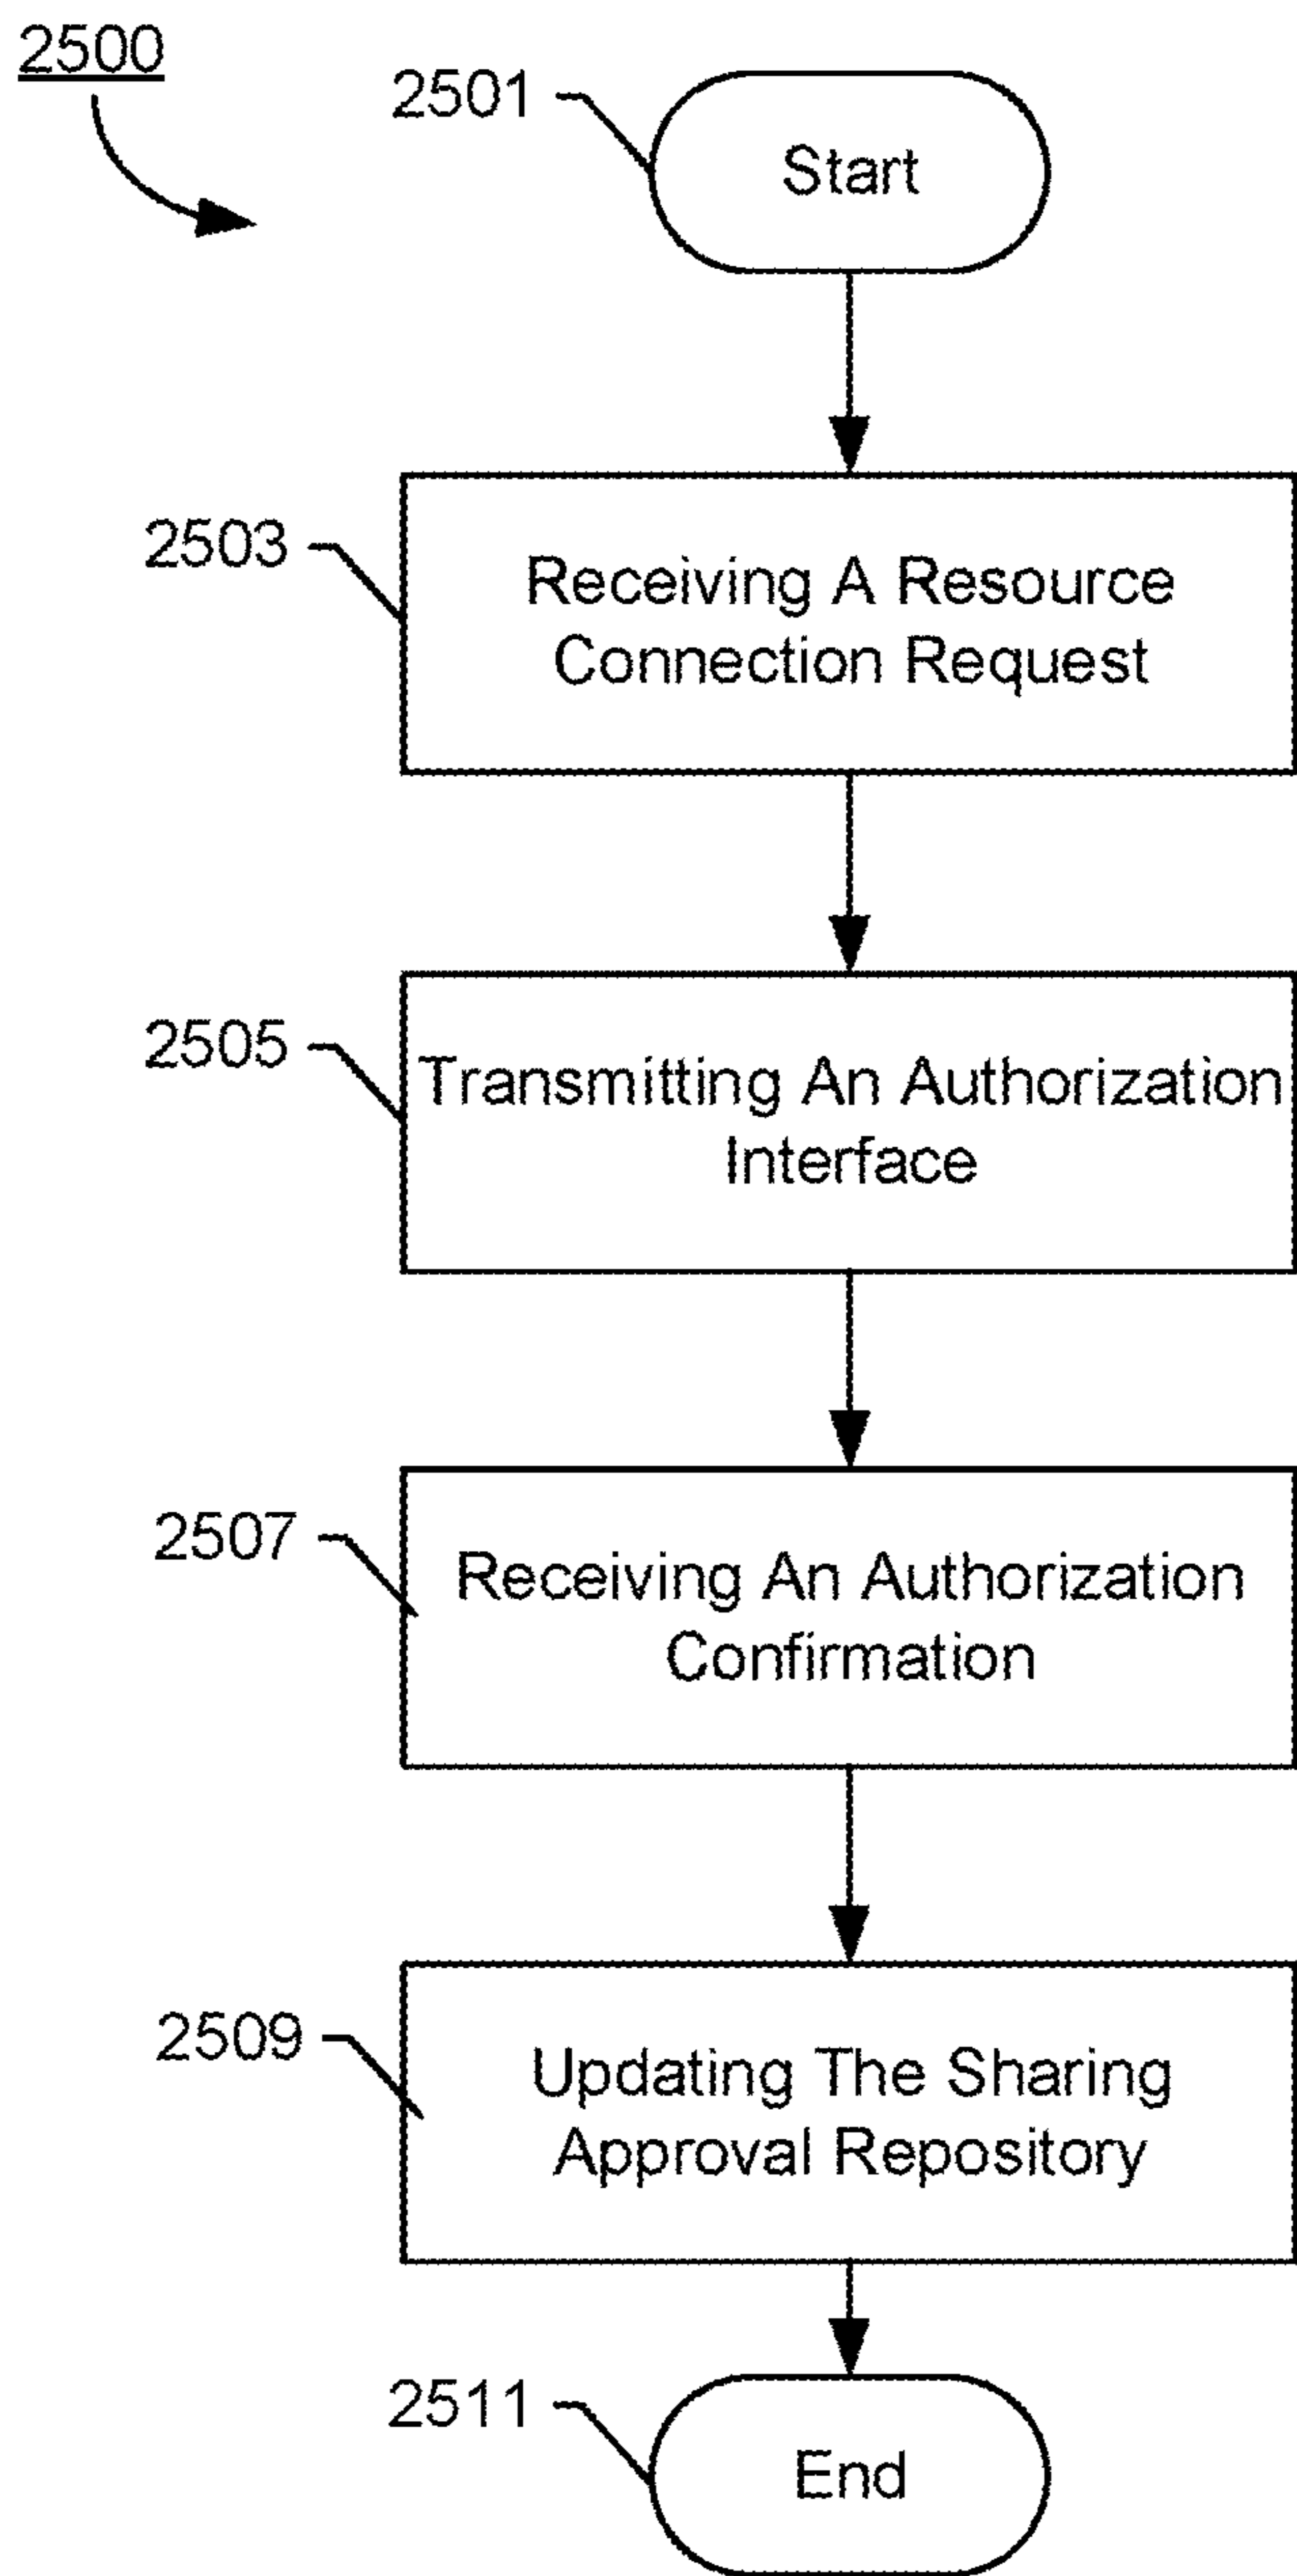 2500
2501
Start
2503
Receiving A Resource
Connection Request
2505
Transmitting An Authorization
Interface
2507
Receiving An Authorization
Confirmation
2509
Updating The Sharing
Approval Repository
2511
End